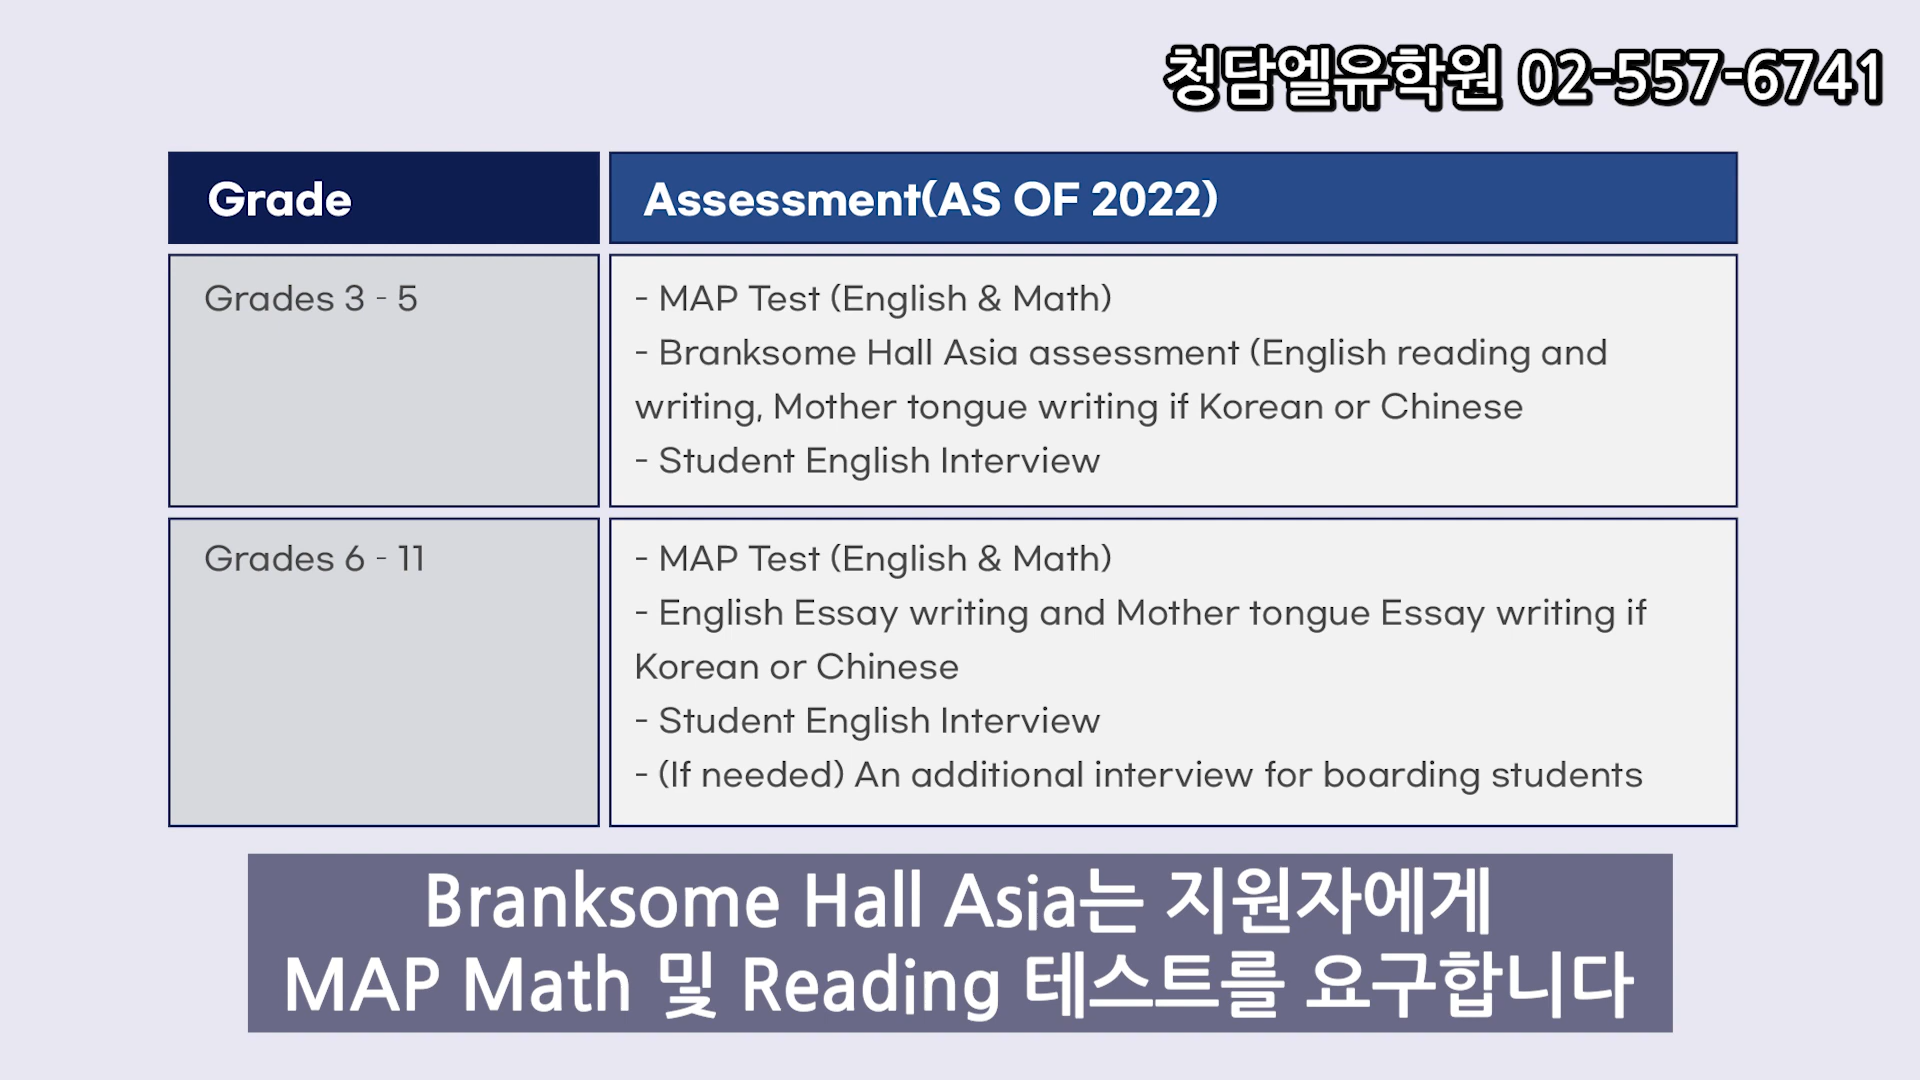 청담엘유학원 02-557-6741
Grade
Assessment(AS OF 2022)
Grades 3 - 5
- MAP Test (English & Math)
- Branksome Hall Asia assessment (English reading and
writing, Mother tongue writing if Korean or Chinese
- Student English Interview
Grades 6 - 11
- MAP Test (English & Math)
- English Essay writing and Mother tongue Essay writing if
Korean or Chinese
- Student English Interview
- (If needed) An additional interview for boarding students
Branksome Hall Asia는 지원자에게
MAP Math 및 Reading 테스트를 요구합니다